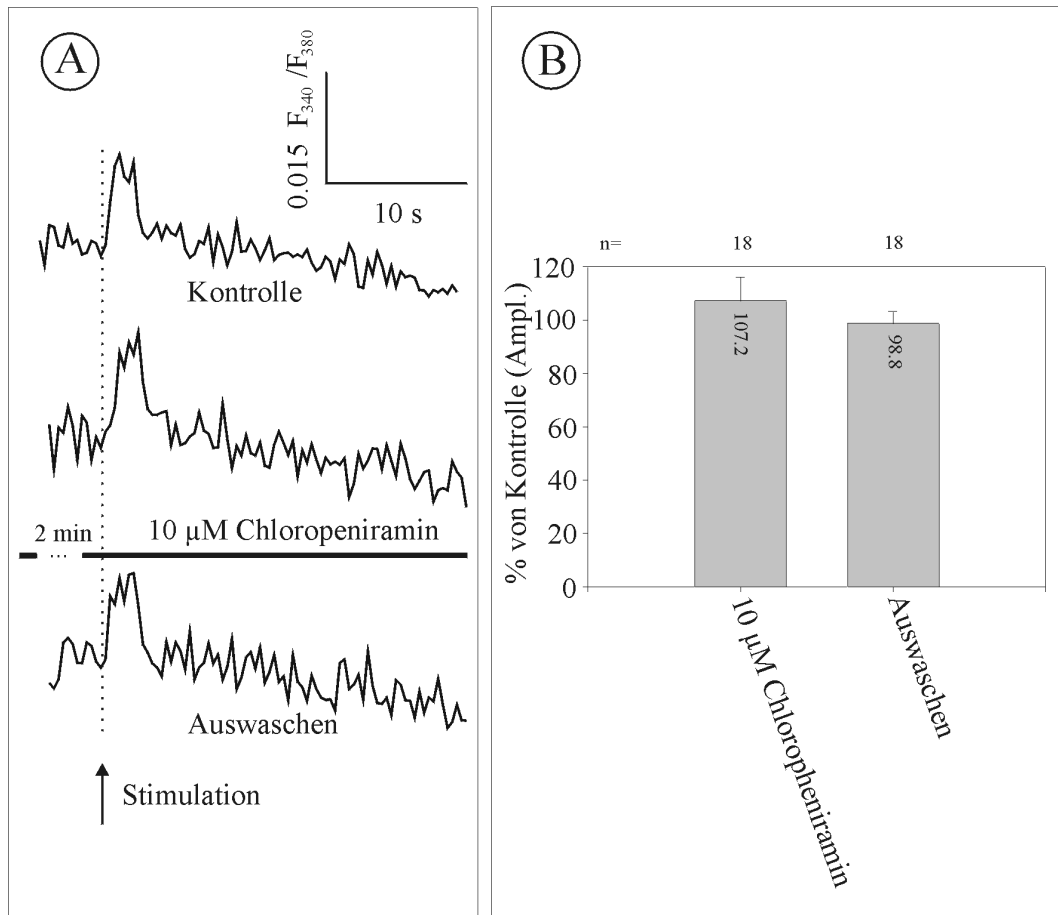 A
0.015 F340 /F380
10 s
Kontrolle
2 min
10 µM Chloropeniramin
Auswaschen
Stimulation
B
n= 18 18
% von Kontrolle (Ampl.)
120
100
80
60
40
20
0
107.2
98.8
10 µM Chloropheniramin
Auswaschen